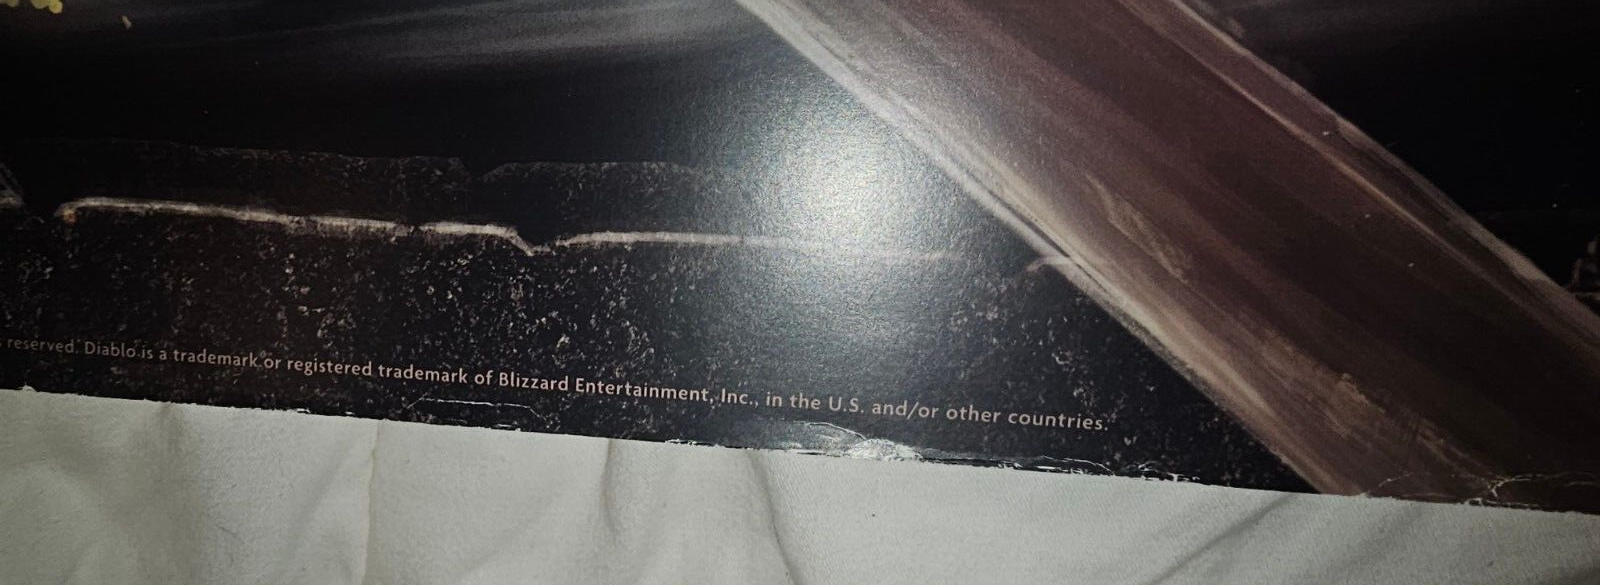 reserved. Diablo is a trademark or registered trademark of Blizzard Entertainment, Inc., in the U.S. and/or other countries.